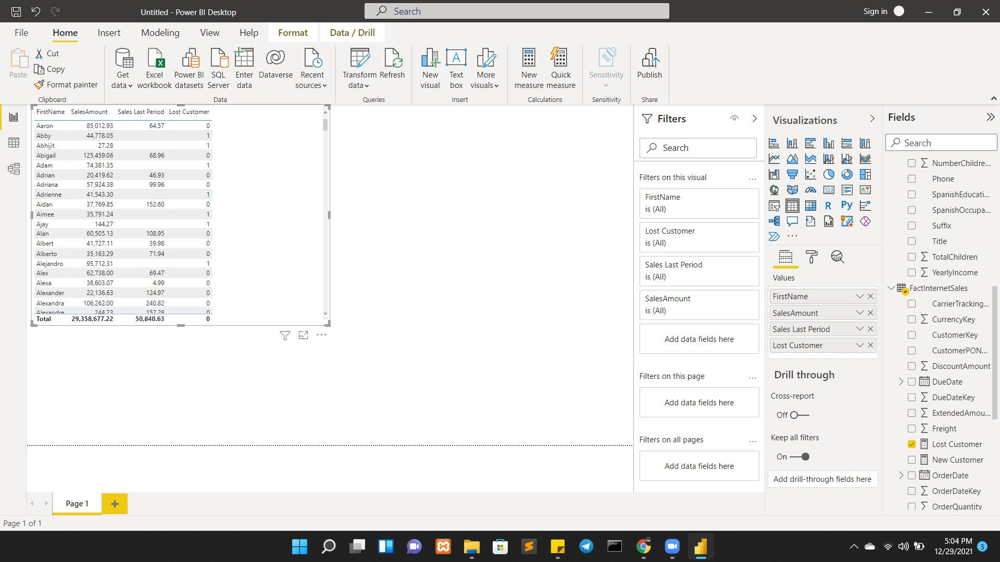 Untitled - Power BI Desktop
Search
Sign in
File
Home
Insert
Modeling
View
Help
Format
Data / Drill
Paste
Cut
Copy
Format painter
Clipboard
Get data
Excel workbook
Power BI datasets
SQL Server
Enter data
Dataverse
Recent sources
Data
Transform data
Refresh
Queries
New visual
Text box
More visuals
Insert
New measure
Quick measure
Calculations
Sensitivity
Sensitivity
Publish
Share
FirstName SalesAmount Sales Last Period Lost Customer
Aaron 85,012.93 64.57 0
Abby 44,778.05 1
Abhijit 27.28 1
Abigail 125,459.06 68.96 0
Adam 74,381.35 1
Adrian 20,419.62 46.93 0
Adriana 57,924.38 99.96 0
Adrienne 41,543.30 1
Aidan 37,769.85 152.60 0
Aimee 35,791.24 1
Ajay 144.27 1
Alan 60,505.13 108.95 0
Albert 41,727.11 39.98 0
Alberto 35,163.29 71.94 0
Alejandro 95,712.31 1
Alex 62,738.00 69.47 0
Alexa 38,603.07 4.99 0
Alexander 22,136.63 124.97 0
Alexandra 106,262.00 240.82 0
Alexandre 244.23 152.28 0
Total 29,358,677.22 50,840.63 0
Filters
Search
Filters on this visual ...
FirstName
is (All)
Lost Customer
is (All)
Sales Last Period
is (All)
SalesAmount
is (All)
Add data fields here
Filters on this page ...
Add data fields here
Filters on all pages ...
Add data fields here
Visualizations
123
R
Py
...
Values
FirstName
SalesAmount
Sales Last Period
Lost Customer
Drill through
Cross-report
Off
Keep all filters
On
Add drill-through fields here
Fields
Search
NumberChildre...
Phone
SpanishEducati...
SpanishOccupa...
Suffix
Title
TotalChildren
YearlyIncome
FactInternetSales
CarrierTracking...
CurrencyKey
CustomerKey
CustomerPON...
DiscountAmount
DueDate
DueDateKey
ExtendedAmou...
Freight
Lost Customer
New Customer
OrderDate
OrderDateKey
OrderQuantity
Page 1
Page 1 of 1
5:04 PM
12/29/2021
3